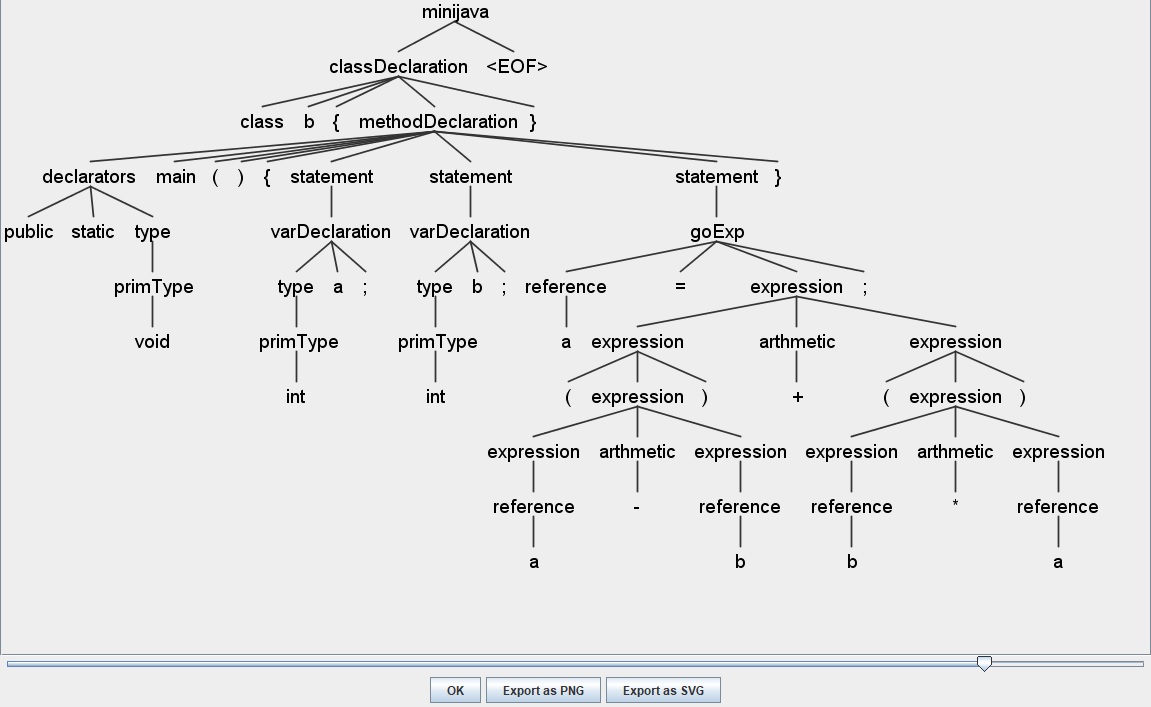 minijava
classDeclaration <EOF>
class b { methodDeclaration }
declarators main ( ) { statement statement statement }
public static type varDeclaration varDeclaration goExp
primType type a ; type b ; reference = expression ;
void primType primType a expression arthmetic expression
int int ( expression ) + ( expression )
expression arthmetic expression expression arthmetic expression
reference - reference reference * reference
a b b a
OK Export as PNG Export as SVG